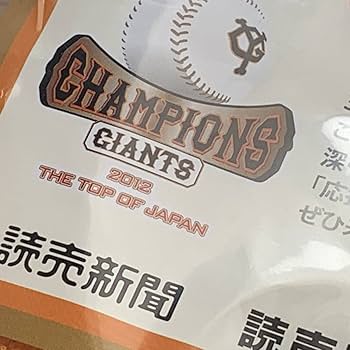 CHAMPIONS
GIANTS
2012
THE TOP OF JAPAN
読売新聞
読売
深
「応
ぜひ